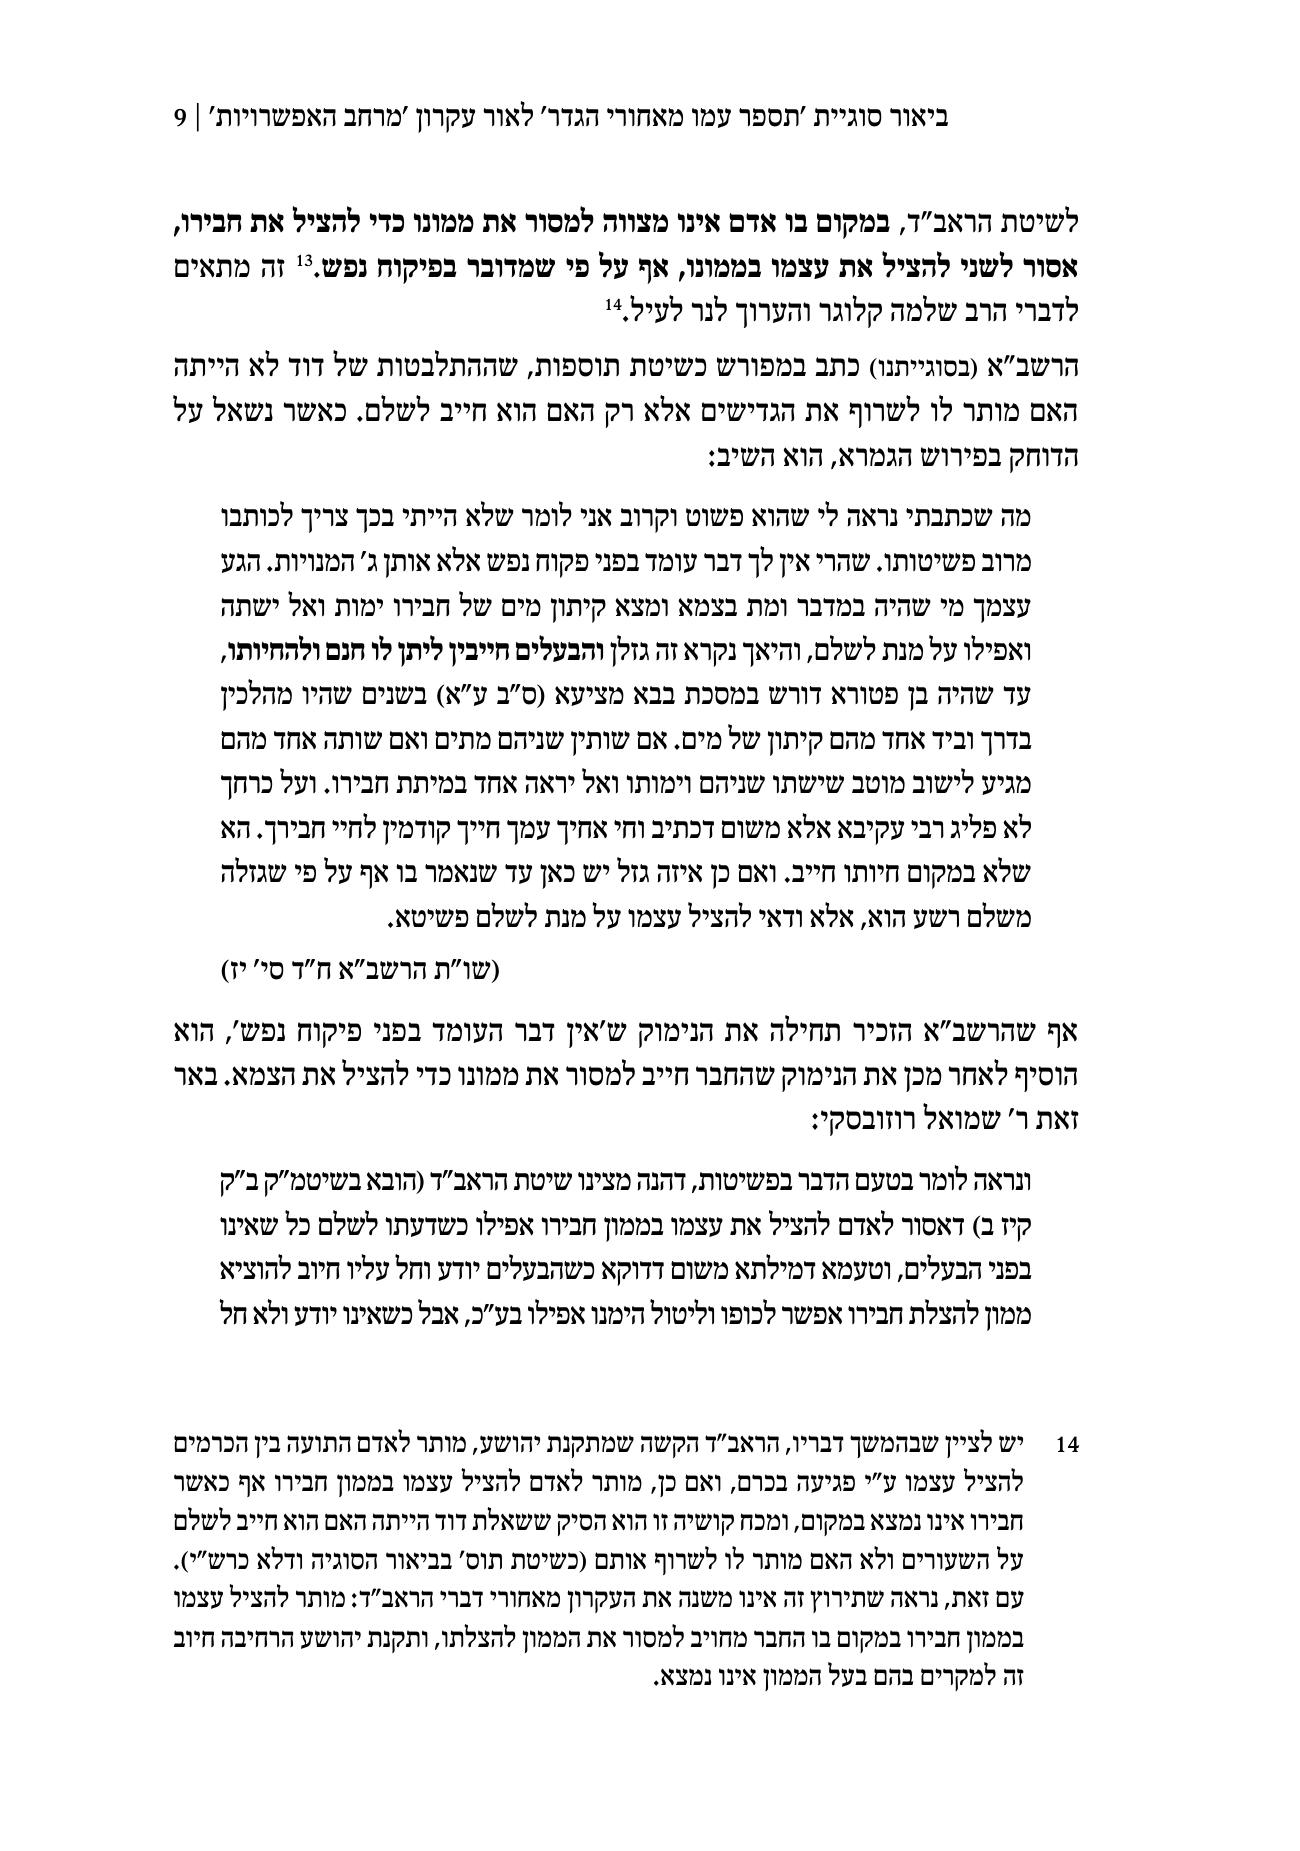 ביאור סוגיית 'תספר עמו מאחורי הגדר' לאור עקרון 'מרחב האפשרויות' | 9
לשיטת הראב"ד, במקום בו אדם אינו מצווה למסור את ממונו כדי להציל את חבירו,
אסור לשני להציל את עצמו בממונו, אף על פי שמדובר בפיקוח נפש.13 זה מתאים
לדברי הרב שלמה קלוגר והערוך לנר לעיל.14
הרשב"א (בסוגייתנו) כתב במפורש כשיטת תוספות, שההתלבטות של דוד לא הייתה
האם מותר לו לשרוף את הגדישים אלא רק האם הוא חייב לשלם. כאשר נשאל על
הדוחק בפירוש הגמרא, הוא השיב:
מה שכתבתי נראה לי שהוא פשוט וקרוב אני לומר שלא הייתי בכך צריך לכותבו
מרוב פשיטותו. שהרי אין לך דבר עומד בפני פקוח נפש אלא אותן ג' המנויות. הגע
עצמך מי שהיה במדבר ומת בצמא ומצא קיתון מים של חבירו ימות ואל ישתה
ואפילו על מנת לשלם, והיאך נקרא זה גזלן והבעלים חייבין ליתן לו חנם ולהחיותו,
עד שהיה בן פטורא דורש במסכת בבא מציעא (ס"ב ע"א) בשנים שהיו מהלכין
בדרך וביד אחד מהם קיתון של מים. אם שותין שניהם מתים ואם שותה אחד מהם
מגיע לישוב מוטב שישתו שניהם וימותו ואל יראה אחד במיתת חבירו. ועל כרחך
לא פליג רבי עקיבא אלא משום דכתיב וחי אחיך עמך חייך קודמין לחיי חבירך. הא
שלא במקום חיותו חייב. ואם כן איזה גזל יש כאן עד שנאמר בו אף על פי שגזלה
משלם רשע הוא, אלא ודאי להציל עצמו על מנת לשלם פשיטא.
(שו"ת הרשב"א ח"ד סי' יז)
אף שהרשב"א הזכיר תחילה את הנימוק ש'אין דבר העומד בפני פיקוח נפש', הוא
הוסיף לאחר מכן את הנימוק שהחבר חייב למסור את ממונו כדי להציל את הצמא. באר
זאת ר' שמואל רוזובסקי:
ונראה לומר בטעם הדבר בפשיטות, דהנה מצינו שיטת הראב"ד (הובא בשיטמ"ק ב"ק
קיז ב) דאסור לאדם להציל את עצמו בממון חבירו אפילו כשדעתו לשלם כל שאינו
בפני הבעלים, וטעמא דמילתא משום דדוקא כשהבעלים יודע וחל עליו חיוב להוציא
ממון להצלת חבירו אפשר לכופו וליטול הימנו אפילו בע"כ, אבל כשאינו יודע ולא חל
14 יש לציין שבהמשך דבריו, הראב"ד הקשה שמתקנת יהושע, מותר לאדם התועה בין הכרמים
להציל עצמו ע"י פגיעה בכרם, ואם כן, מותר לאדם להציל עצמו בממון חבירו אף כאשר
חבירו אינו נמצא במקום, ומכח קושיה זו הוא הסיק ששאלת דוד הייתה האם הוא חייב לשלם
על השעורים ולא האם מותר לו לשרוף אותם (כשיטת תוס' בביאור הסוגיה ודלא כרש"י).
עם זאת, נראה שתירוץ זה אינו משנה את העקרון מאחורי דברי הראב"ד: מותר להציל עצמו
בממון חבירו במקום בו החבר מחויב למסור את הממון להצלתו, ותקנת יהושע הרחיבה חיוב
זה למקרים בהם בעל הממון אינו נמצא.